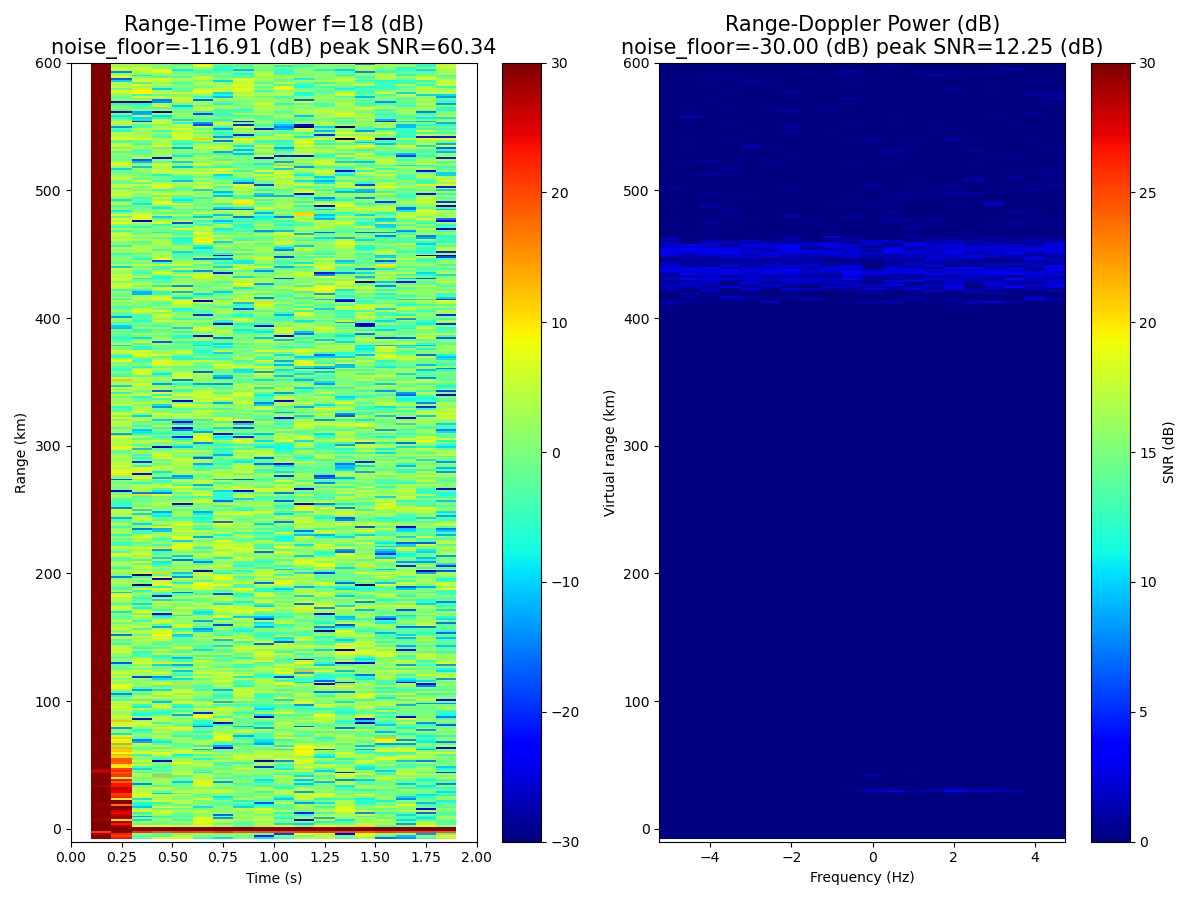 Range-Time Power f=18 (dB)
noise_floor=-116.91 (dB) peak SNR=60.34
600
500
400
300
200
100
0
Range (km)
0.00 0.25 0.50 0.75 1.00 1.25 1.50 1.75 2.00
Time (s)
30
20
10
0
−10
−20
−30
Range-Doppler Power (dB)
noise_floor=-30.00 (dB) peak SNR=12.25 (dB)
600
500
400
300
200
100
0
Virtual range (km)
−4 −2 0 2 4
Frequency (Hz)
30
25
20
15
10
5
0
SNR (dB)